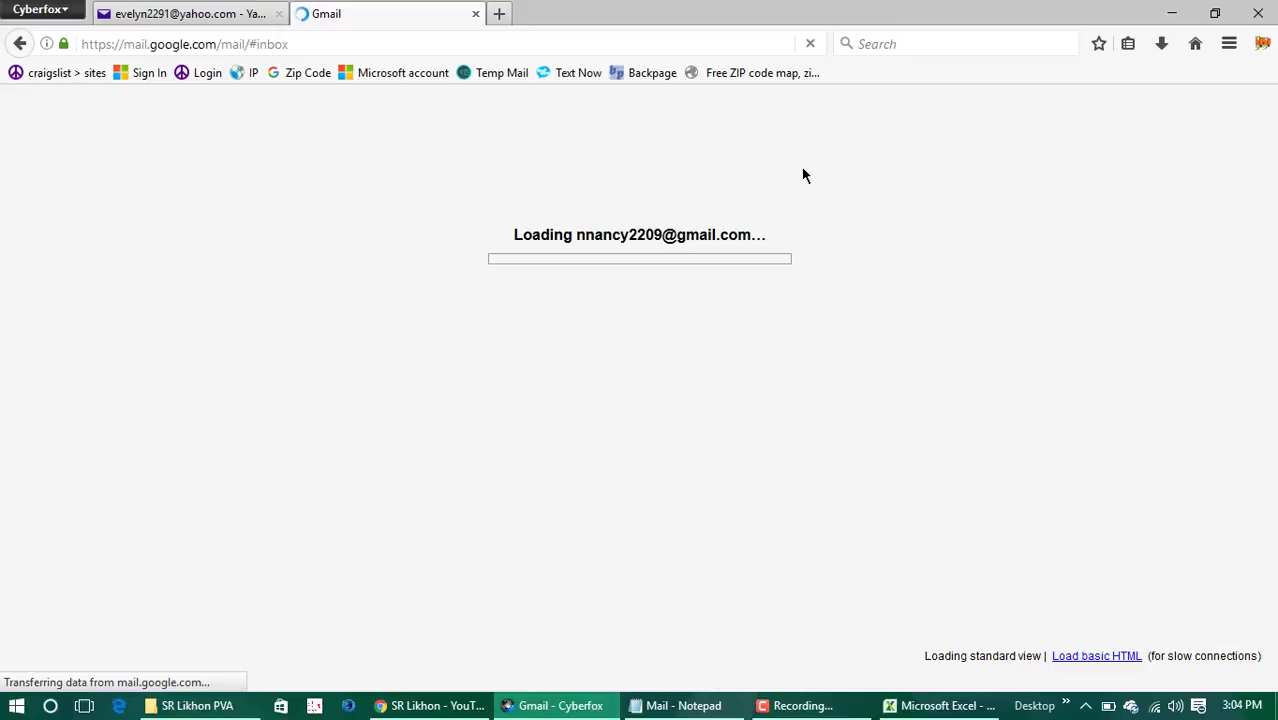 Cyberfox
evelyn2291@yahoo.com - Ya...
Gmail
https://mail.google.com/mail/#inbox
Search
craigslist > sites
Sign In
Login
IP
Zip Code
Microsoft account
Temp Mail
Text Now
bp Backpage
Free ZIP code map, zi...
Loading nnancy2209@gmail.com...
Loading standard view | Load basic HTML (for slow connections)
Transferring data from mail.google.com...
SR Likhon PVA
SR Likhon - YouT...
Gmail - Cyberfox
Mail - Notepad
Recording...
Microsoft Excel - ...
Desktop
3:04 PM